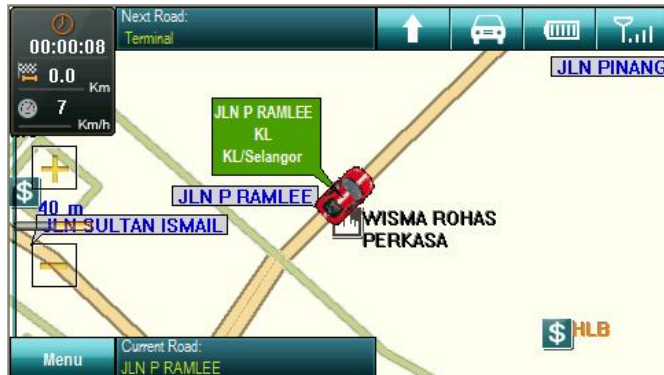 00:00:08
0.0
Km
7
Km/h
Next Road:
Terminal
JLN PINANG
JLN P RAMLEE
KL
KL/Selangor
JLN P RAMLEE
$
40 m
JLN SULTAN ISMAIL
WISMA ROHAS
PERKASA
$ HLB
Menu
Current Road:
JLN P RAMLEE